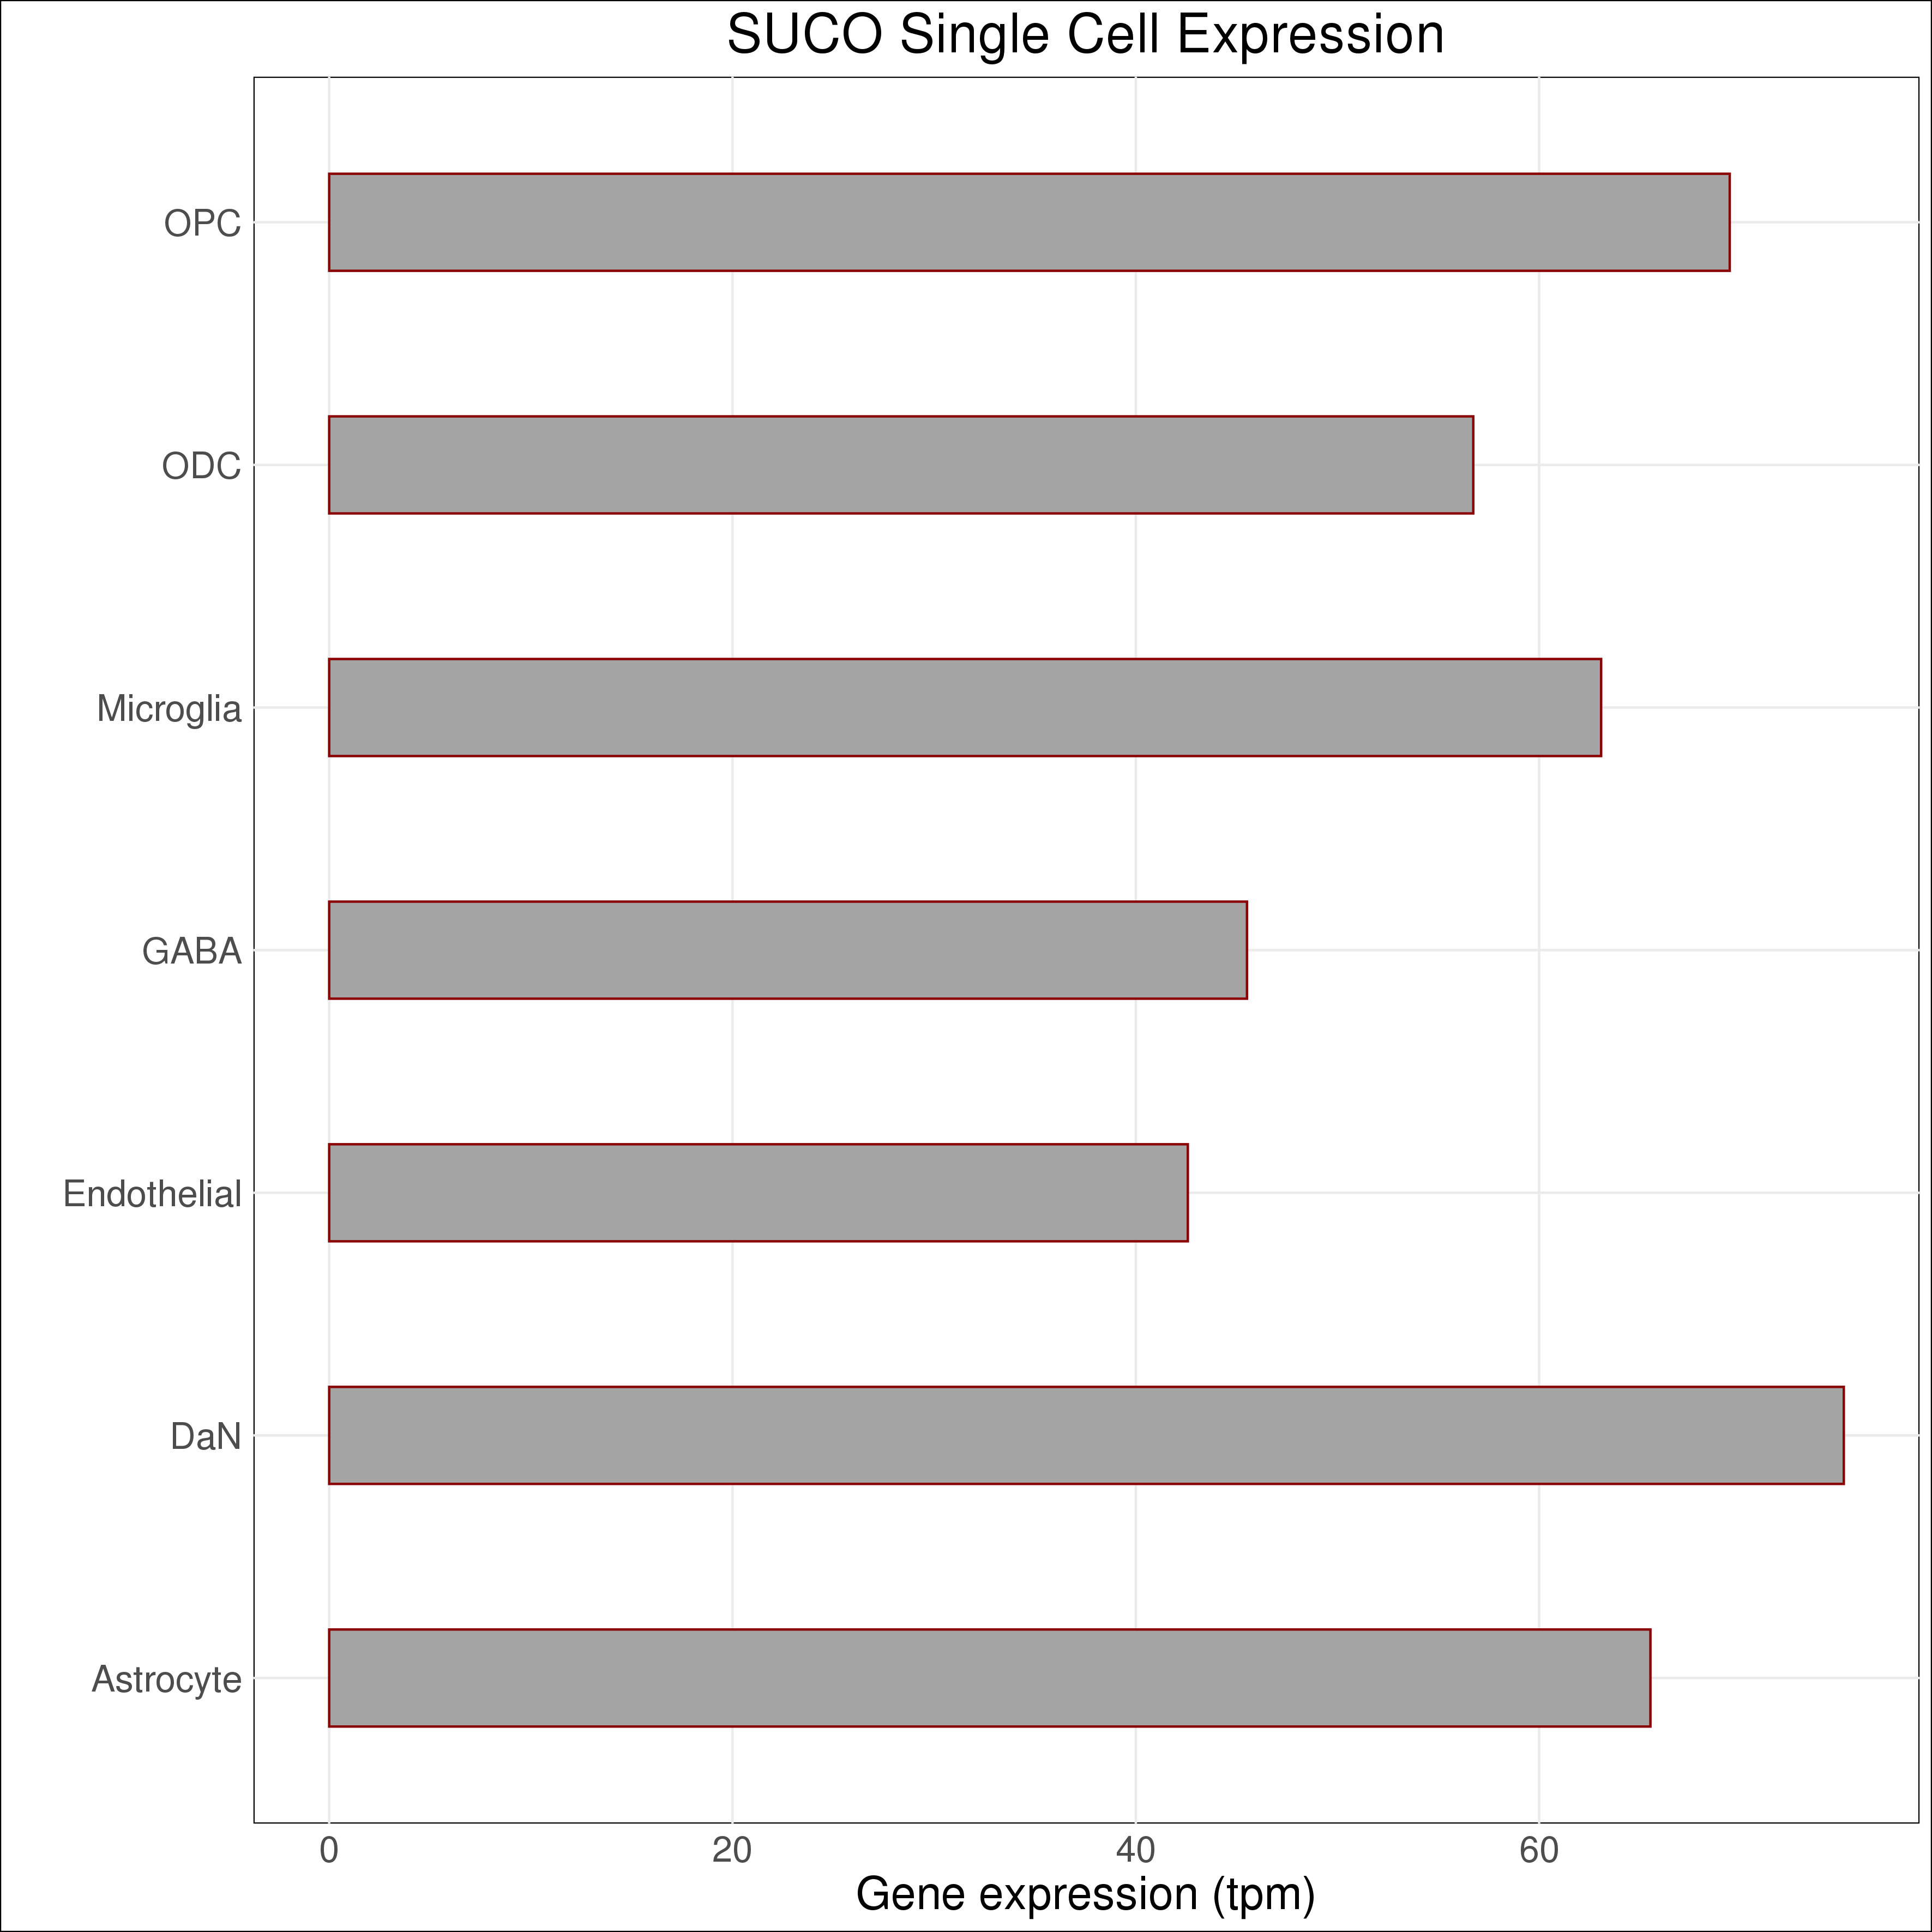 SUCO Single Cell Expression
OPC
ODC
Microglia
GABA
Endothelial
DaN
Astrocyte
0 20 40 60
Gene expression (tpm)